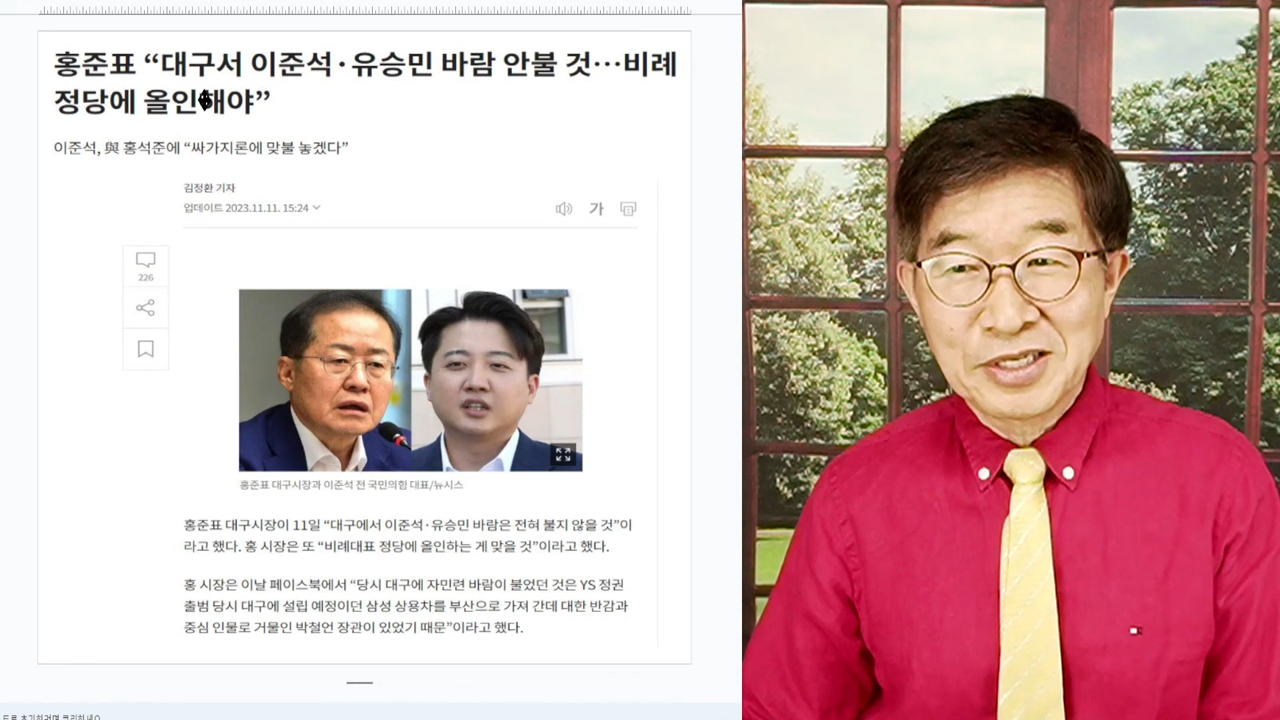 홍준표 “대구서 이준석·유승민 바람 안불 것…비례
정당에 올인해야”
이준석, 與 홍석준에 “싸가지론에 맞불 놓겠다”
김정환 기자
업데이트 2023.11.11. 15:24
가
226
홍준표 대구시장과 이준석 전 국민의힘 대표/뉴시스
홍준표 대구시장이 11일 “대구에서 이준석·유승민 바람은 전혀 불지 않을 것”이
라고 했다. 홍 시장은 또 “비례대표 정당에 올인하는 게 맞을 것”이라고 했다.
홍 시장은 이날 페이스북에서 “당시 대구에 자민련 바람이 불었던 것은 YS 정권
출범 당시 대구에 설립 예정이던 삼성 상용차를 부산으로 가져 간데 대한 반감과
중심 인물로 거물인 박철언 장관이 있었기 때문”이라고 했다.